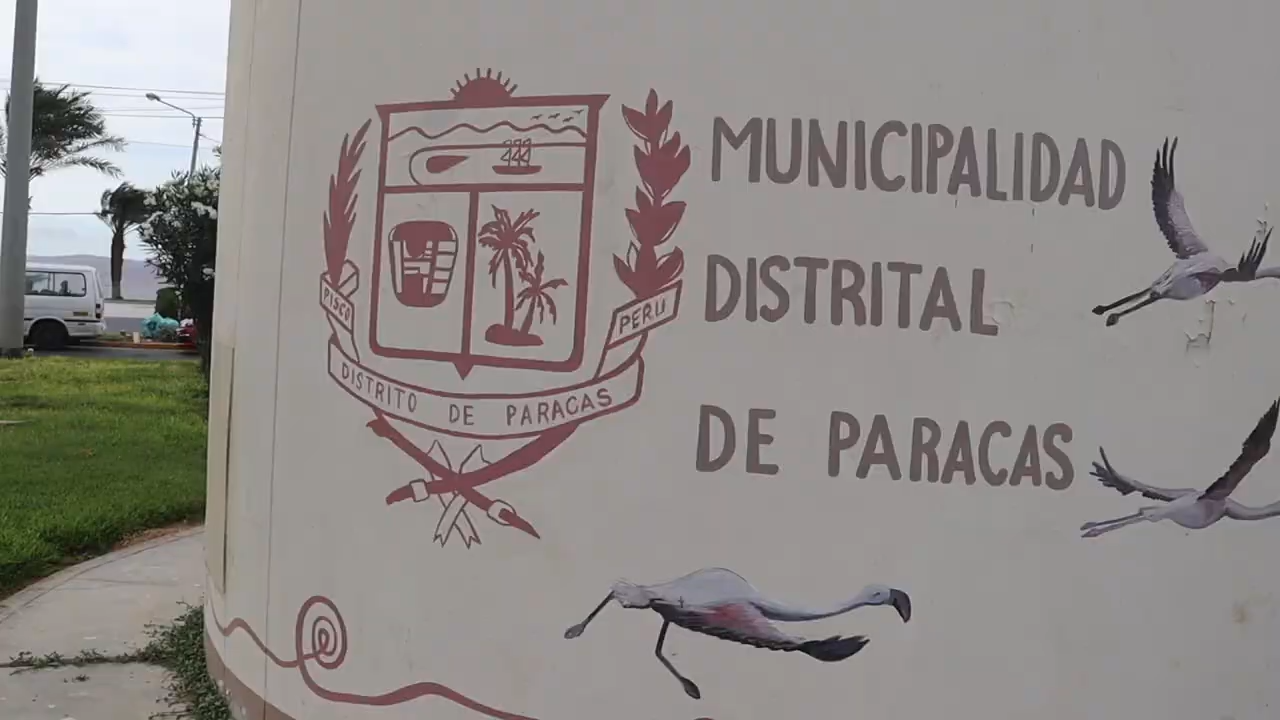 MUNICIPALIDAD
DISTRITAL
DE PARACAS
PISCO
PERU
DISTRITO DE PARACAS